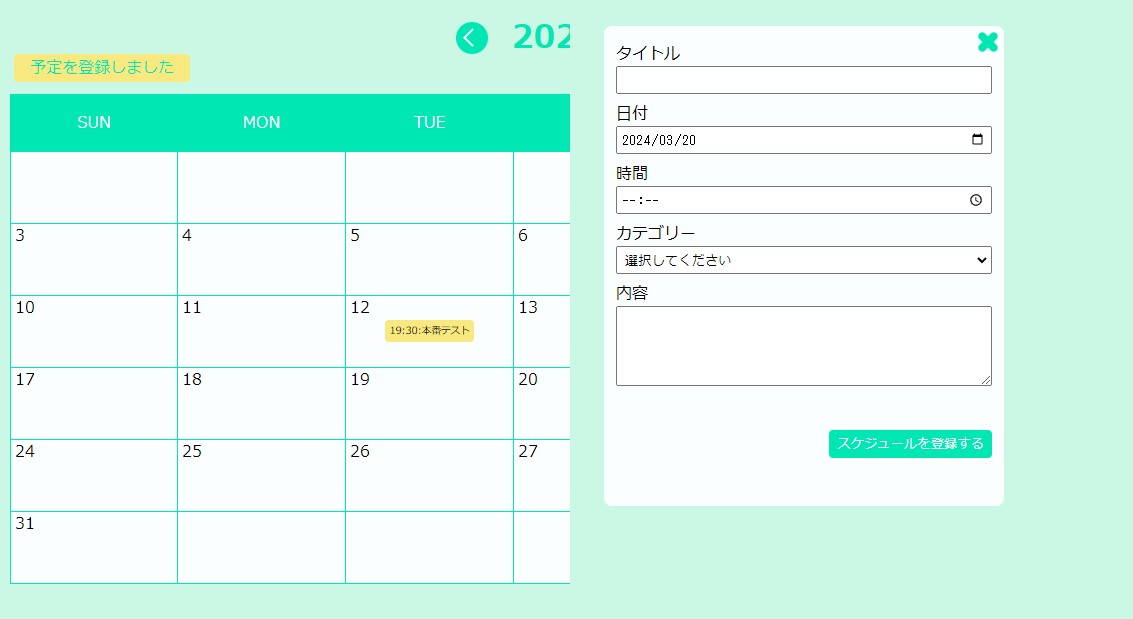 202
予定を登録しました
SUN MON TUE
3 4 5 6
10 11 12 13
19:30:本番テスト
17 18 19 20
24 25 26 27
31
タイトル
日付
2024/03/20
時間
--:--
カテゴリー
選択してください
内容
スケジュールを登録する